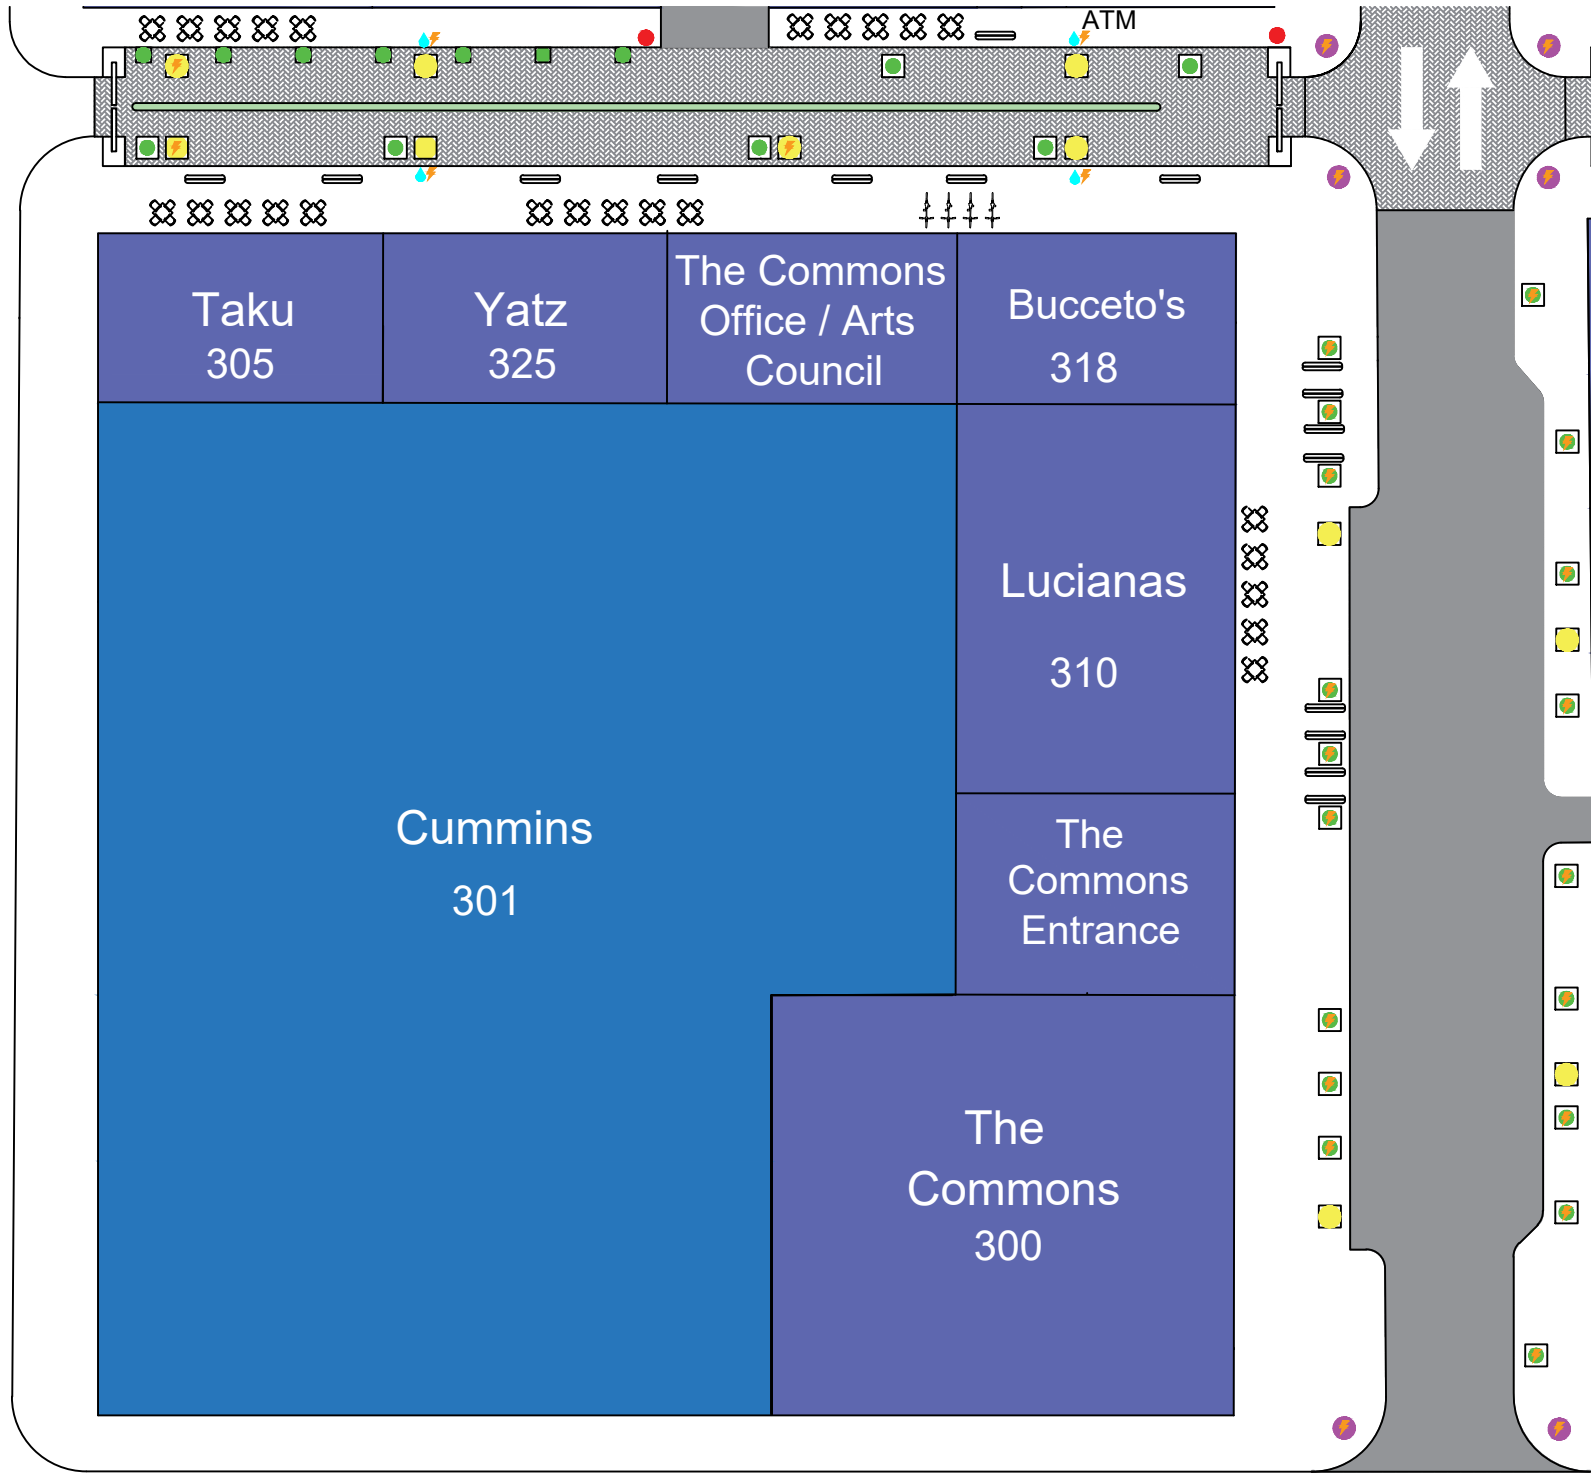 ATM
Taku
305
Yatz
325
The Commons
Office / Arts
Council
Bucceto's
318
Lucianas
310
Cummins
301
The
Commons
Entrance
The
Commons
300